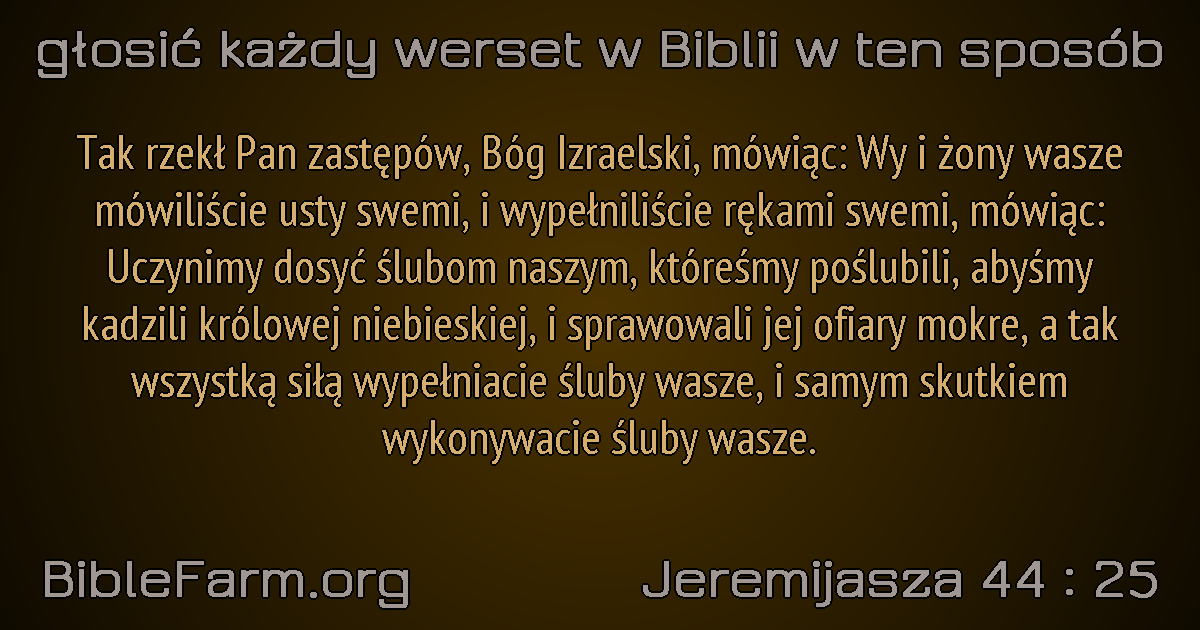 głosić każdy werset w Biblii w ten sposób
Tak rzekł Pan zastępów, Bóg Izraelski, mówiąc: Wy i żony wasze
mówiliście usty swemi, i wypełniliście rękami swemi, mówiąc:
Uczynimy dosyć ślubom naszym, któreśmy poślubili, abyśmy
kadzili królowej niebieskiej, i sprawowali jej ofiary mokre, a tak
wszystką siłą wypełniacie śluby wasze, i samym skutkiem
wykonywacie śluby wasze.
BibleFarm.org
Jeremijasza 44 : 25